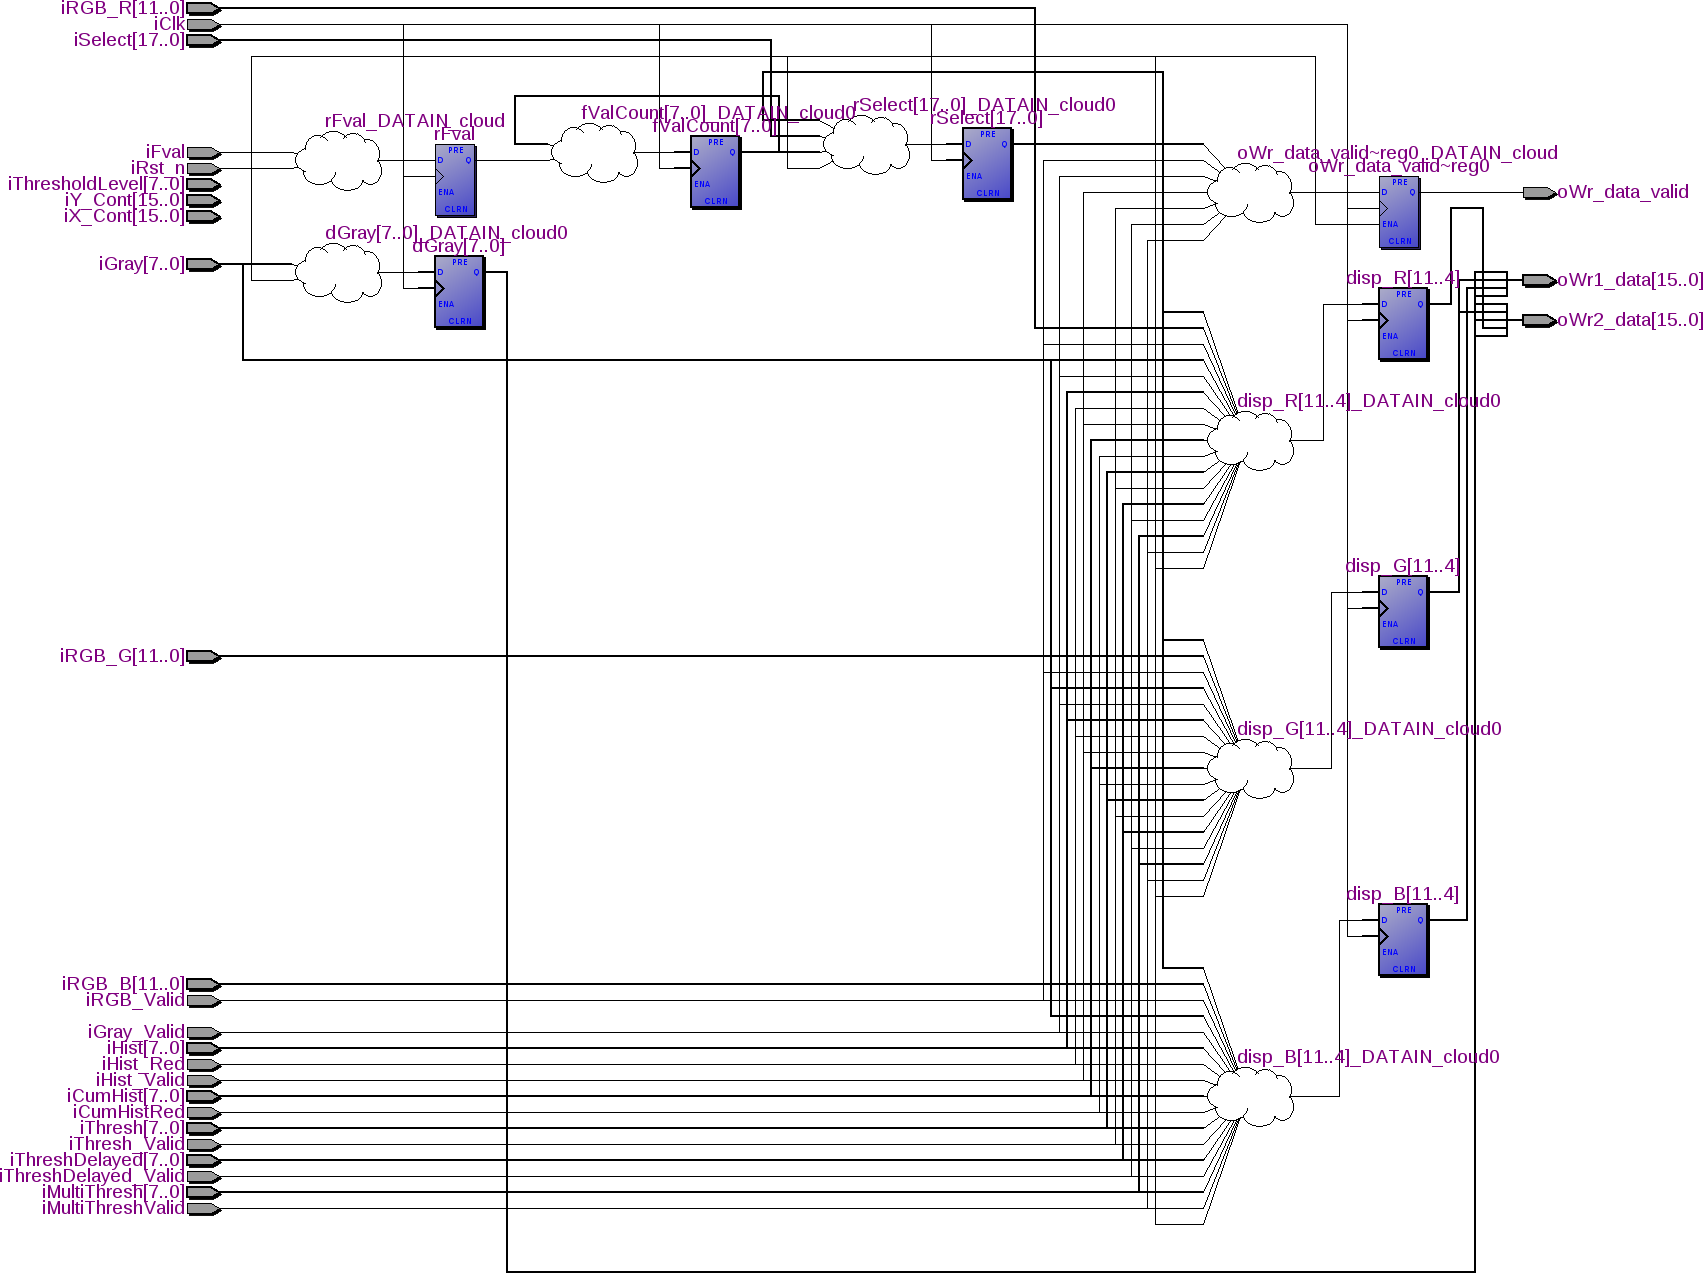 iRGB_R[11..0]
iClk
iSelect[17..0]
rFval_DATAIN_cloud
rFval
fValCount[7..0]_DATAIN_cloud0
fValCount[7..0]
rSelect[17..0]_DATAIN_cloud0
rSelect[17..0]
iFval
iRst_n
iThresholdLevel[7..0]
iY_Cont[15..0]
iX_Cont[15..0]
PRE
D
Q
ENA
CLRN
PRE
D
Q
ENA
CLRN
PRE
D
Q
ENA
CLRN
oWr_data_valid~reg0_DATAIN_cloud
oWr_data_valid~reg0
PRE
D
Q
ENA
CLRN
oWr_data_valid
dGray[7..0]_DATAIN_cloud0
dGray[7..0]
iGray[7..0]
PRE
D
Q
ENA
CLRN
disp_R[11..4]
PRE
D
Q
ENA
CLRN
oWr1_data[15..0]
oWr2_data[15..0]
disp_R[11..4]_DATAIN_cloud0
disp_G[11..4]
PRE
D
Q
ENA
CLRN
iRGB_G[11..0]
disp_G[11..4]_DATAIN_cloud0
disp_B[11..4]
PRE
D
Q
ENA
CLRN
iRGB_B[11..0]
iRGB_Valid
iGray_Valid
iHist[7..0]
iHist_Red
iHist_Valid
iCumHist[7..0]
iCumHistRed
iThresh[7..0]
iThresh_Valid
iThreshDelayed[7..0]
iThreshDelayed_Valid
iMultiThresh[7..0]
iMultiThreshValid
disp_B[11..4]_DATAIN_cloud0